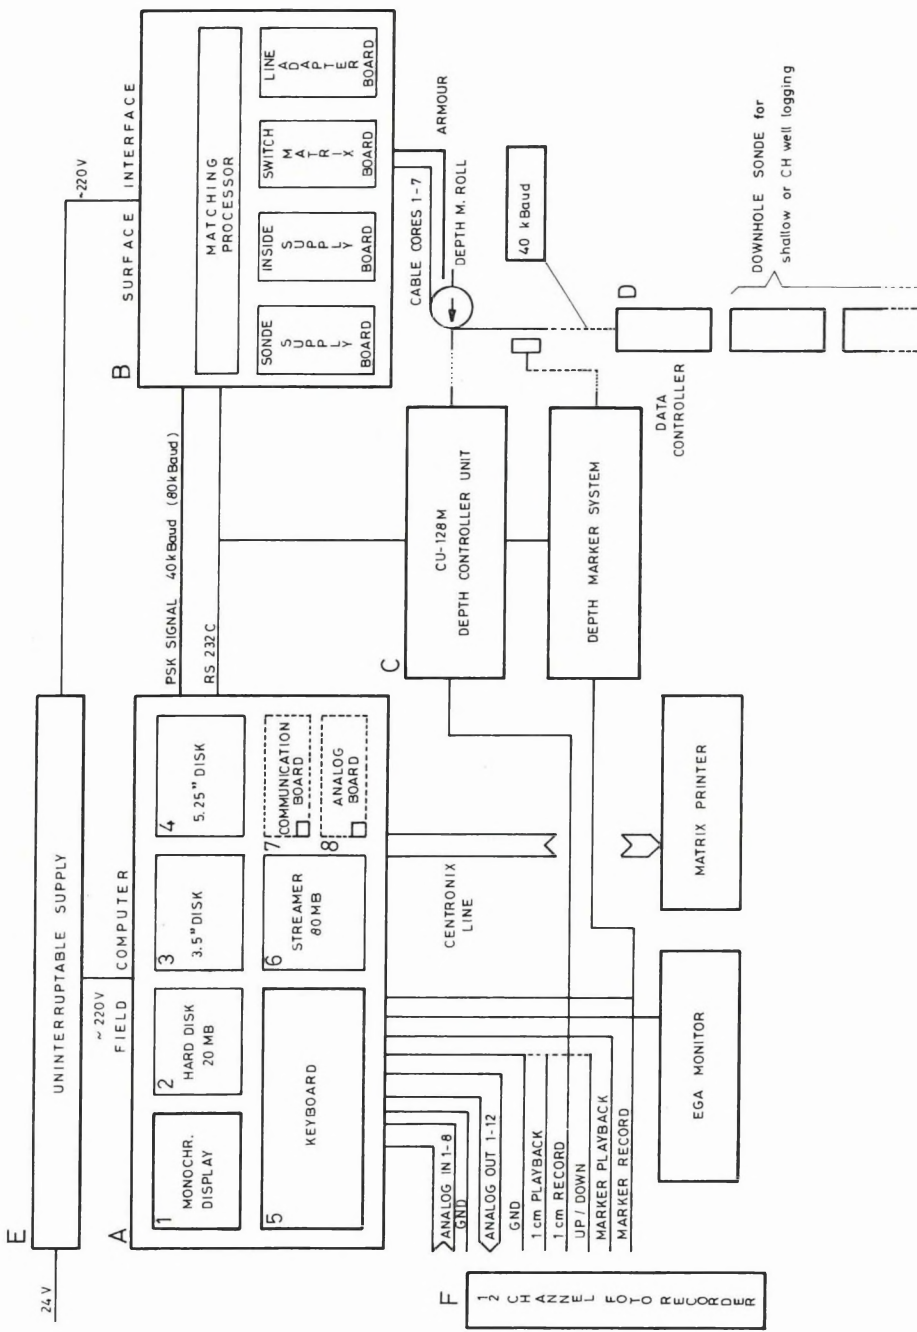 24 V
E
UNINTERRUPTABLE SUPPLY
~220V
~ 220V
A
FIELD COMPUTER
1
MONOCHR.
DISPLAY
2
HARD DISK
20 MB
3
3.5" DISK
4
5.25" DISK
5
KEYBOARD
6
STREAMER
80MB
7
COMMUNICATION
BOARD
8
ANALOG
BOARD
PSK SIGNAL 40kBaud (80kBaud)
RS 232C
B
SURFACE INTERFACE
MATCHING
PROCESSOR
SONDE
SUPPLY
BOARD
INSIDE
SUPPLY
BOARD
SWITCH
MATRIX
BOARD
LINE
ADAPTER
BOARD
CABLE CORES 1-7
ARMOUR
DEPTH M. ROLL
40 kBaud
C
CU-128M
DEPTH CONTROLLER UNIT
DEPTH MARKER SYSTEM
D
DATA
CONTROLLER
DOWNHOLE SONDE for
shallow or CH well logging
CENTRONIX
LINE
ANALOG IN 1-8
GND
ANALOG OUT 1-12
GND
1 cm PLAYBACK
1 cm RECORD
UP / DOWN
MARKER PLAYBACK
MARKER RECORD
EGA MONITOR
MATRIX PRINTER
F
12 CHANNEL FOTO RECORDER